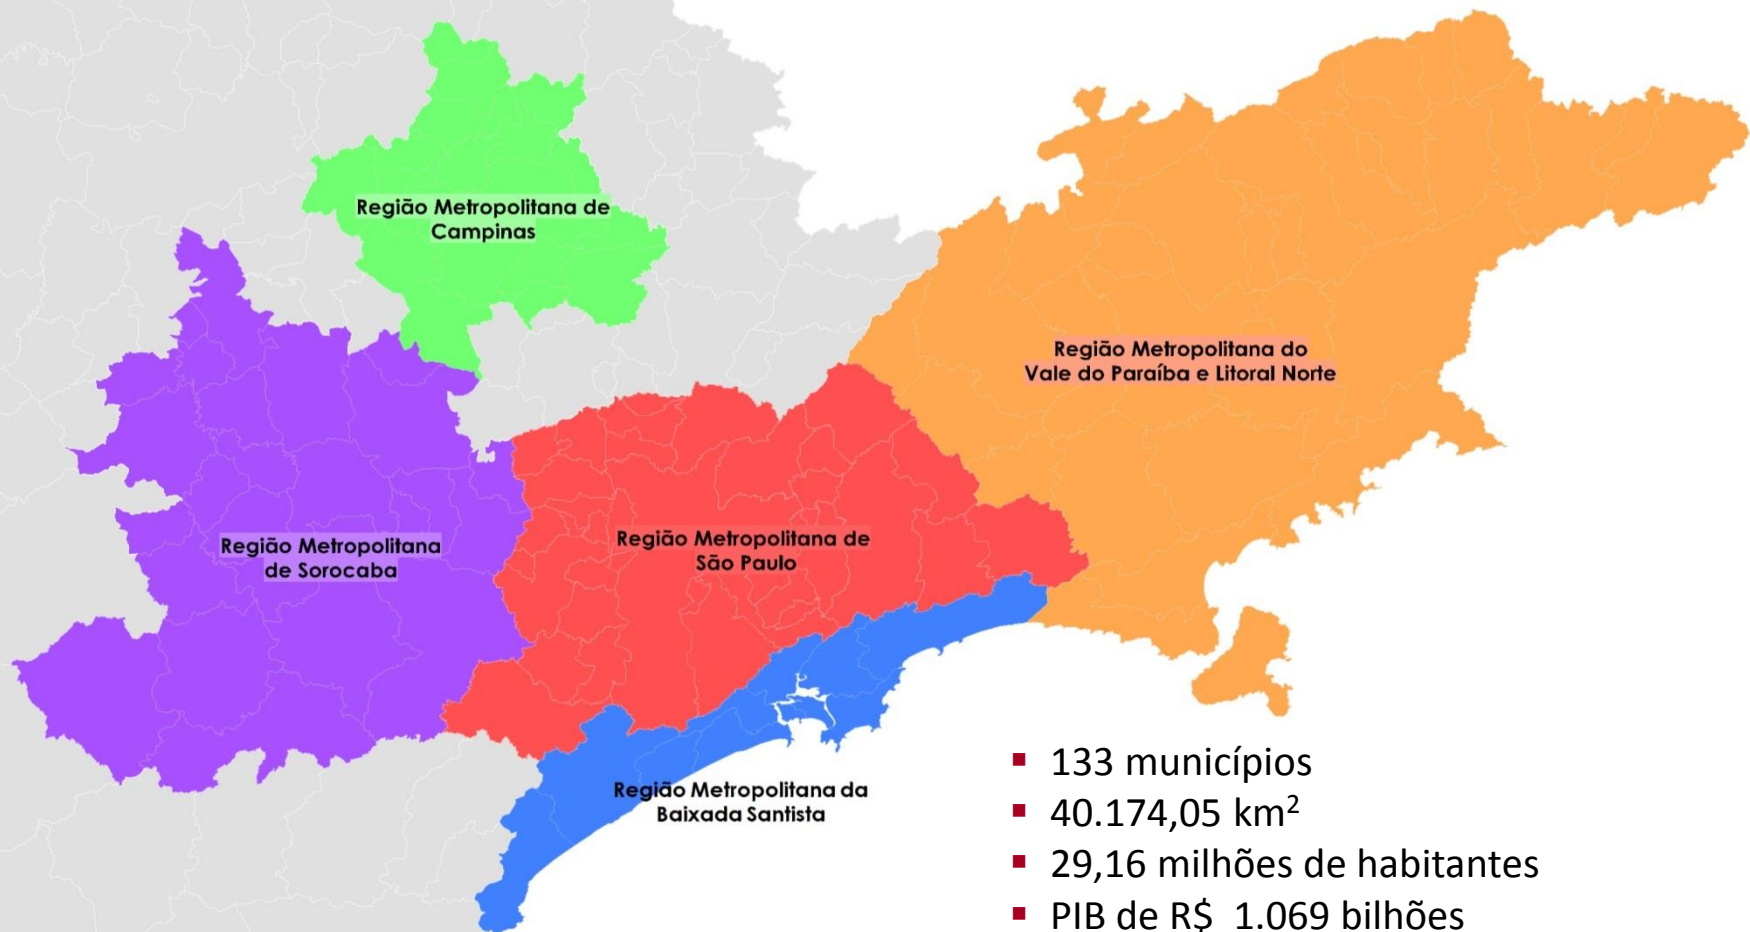 Região Metropolitana de
Campinas
Região Metropolitana do
Vale do Paraíba e Litoral Norte
Região Metropolitana
de Sorocaba
Região Metropolitana de
São Paulo
Região Metropolitana da
Baixada Santista
▪ 133 municípios
▪ 40.174,05 km²
▪ 29,16 milhões de habitantes
▪ PIB de R$ 1.069 bilhões